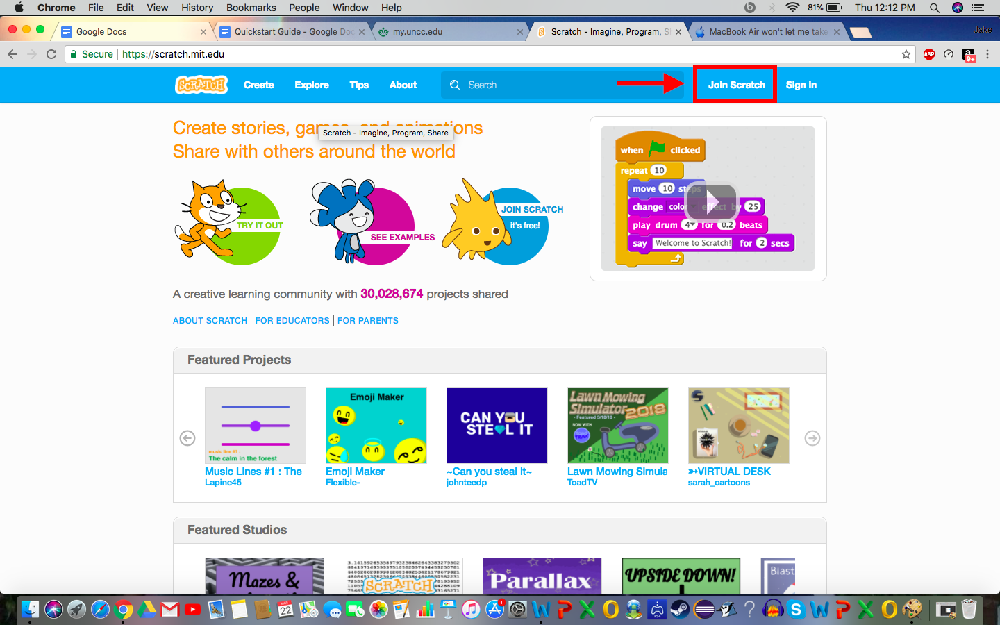 Chrome File Edit View History Bookmarks People Window Help 81% Thu 12:12 PM
Google Docs Quickstart Guide - Google Doc my.uncc.edu Scratch - Imagine, Program, S MacBook Air won't let me take Jake
Secure https://scratch.mit.edu ABP 9+
SCRATCH Create Explore Tips About Search Join Scratch Sign in
Create stories, games, and animations
Scratch - Imagine, Program, Share
Share with others around the world
when clicked
repeat 10
move 10 steps
change color effect by 25
play drum 4 for 0.2 beats
say Welcome to Scratch! for 2 secs
TRY IT OUT
SEE EXAMPLES
JOIN SCRATCH
It's free!
A creative learning community with 30,028,674 projects shared
ABOUT SCRATCH | FOR EDUCATORS | FOR PARENTS
Featured Projects
music line #1 :
The calm in the forest
Emoji Maker
CAN YOU
STEAL IT
Lawn Mowing
Simulator 2018
- Featured 3/18/18 -
NOW WITH
Music Lines #1 : The Emoji Maker ~Can you steal it~ Lawn Mowing Simula ➳VIRTUAL DESK
Lapine45 Flexible- johnteedp ToadTV sarah_cartoons
Featured Studios
Mazes &
SCRATCH
Parallax
UPSIDE DOWN!
Blast
22
PS4